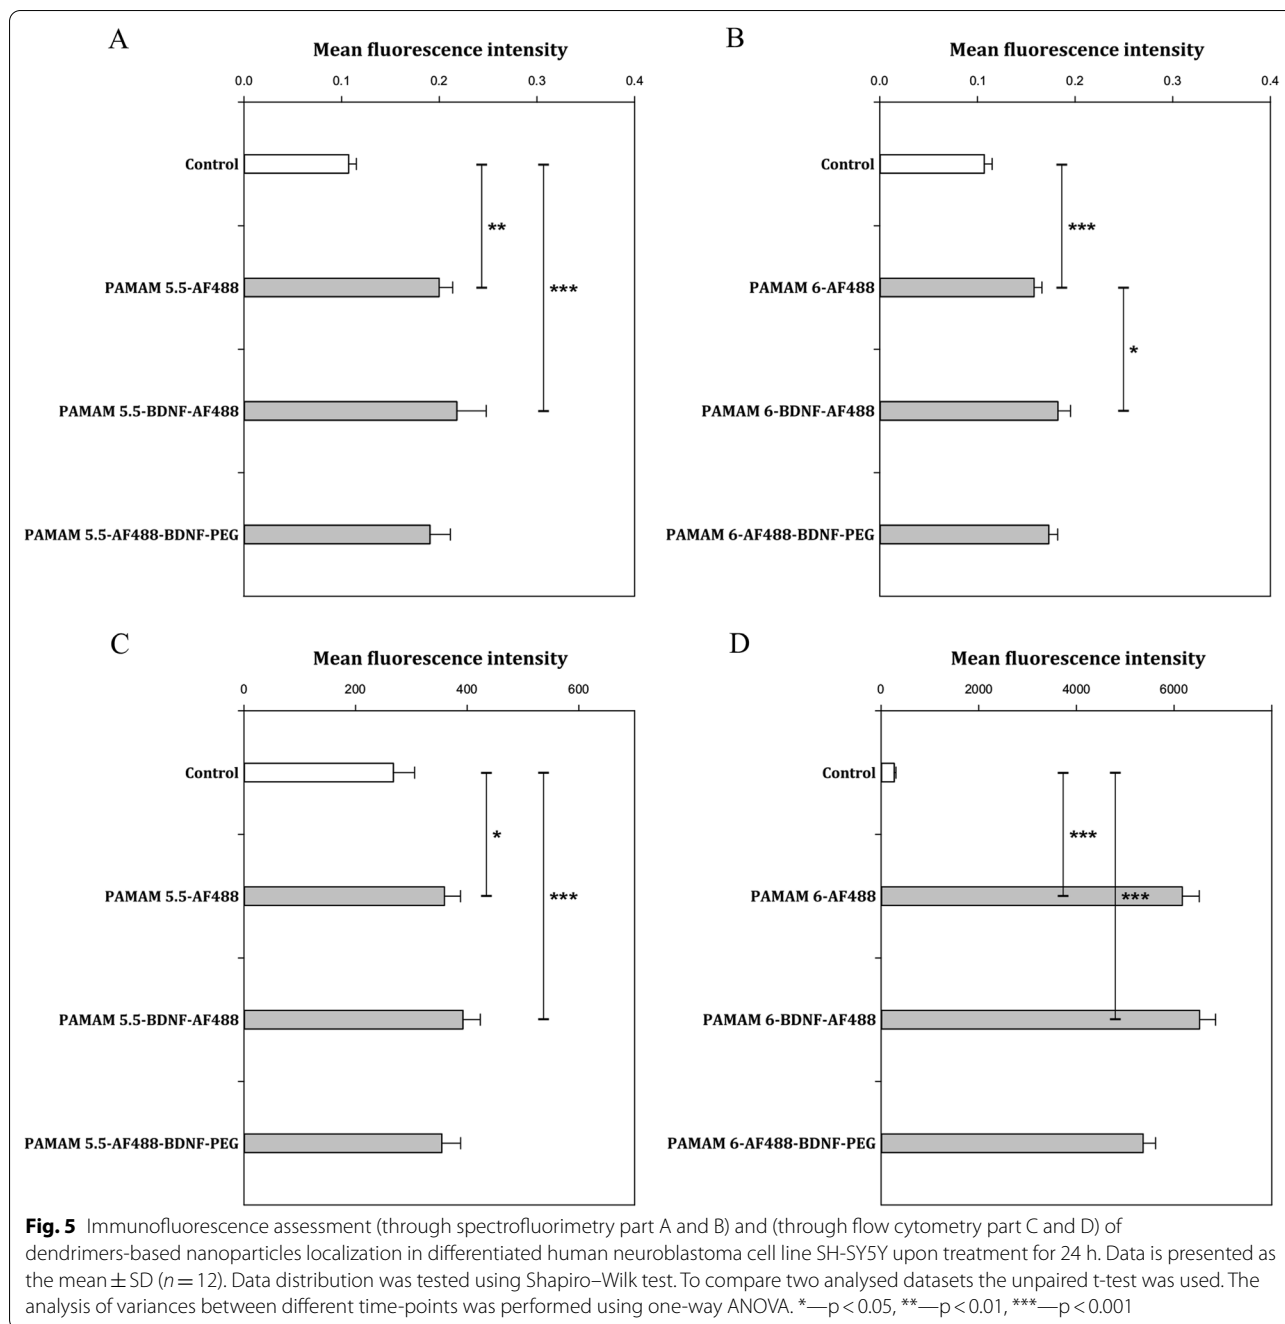 A
Mean fluorescence intensity
0.0 0.1 0.2 0.3 0.4
Control
PAMAM 5.5-AF488
PAMAM 5.5-BDNF-AF488
PAMAM 5.5-AF488-BDNF-PEG
**
***
B
Mean fluorescence intensity
0.0 0.1 0.2 0.3 0.4
Control
PAMAM 6-AF488
PAMAM 6-BDNF-AF488
PAMAM 6-AF488-BDNF-PEG
***
*
C
Mean fluorescence intensity
0 200 400 600
Control
PAMAM 5.5-AF488
PAMAM 5.5-BDNF-AF488
PAMAM 5.5-AF488-BDNF-PEG
*
***
D
Mean fluorescence intensity
0 2000 4000 6000
Control
PAMAM 6-AF488
PAMAM 6-BDNF-AF488
PAMAM 6-AF488-BDNF-PEG
***
***
Fig. 5 Immunofluorescence assessment (through spectrofluorimetry part A and B) and (through flow cytometry part C and D) of
dendrimers-based nanoparticles localization in differentiated human neuroblastoma cell line SH-SY5Y upon treatment for 24 h. Data is presented as
the mean ± SD (n = 12). Data distribution was tested using Shapiro–Wilk test. To compare two analysed datasets the unpaired t-test was used. The
analysis of variances between different time-points was performed using one-way ANOVA. *—p < 0.05, **—p < 0.01, ***—p < 0.001